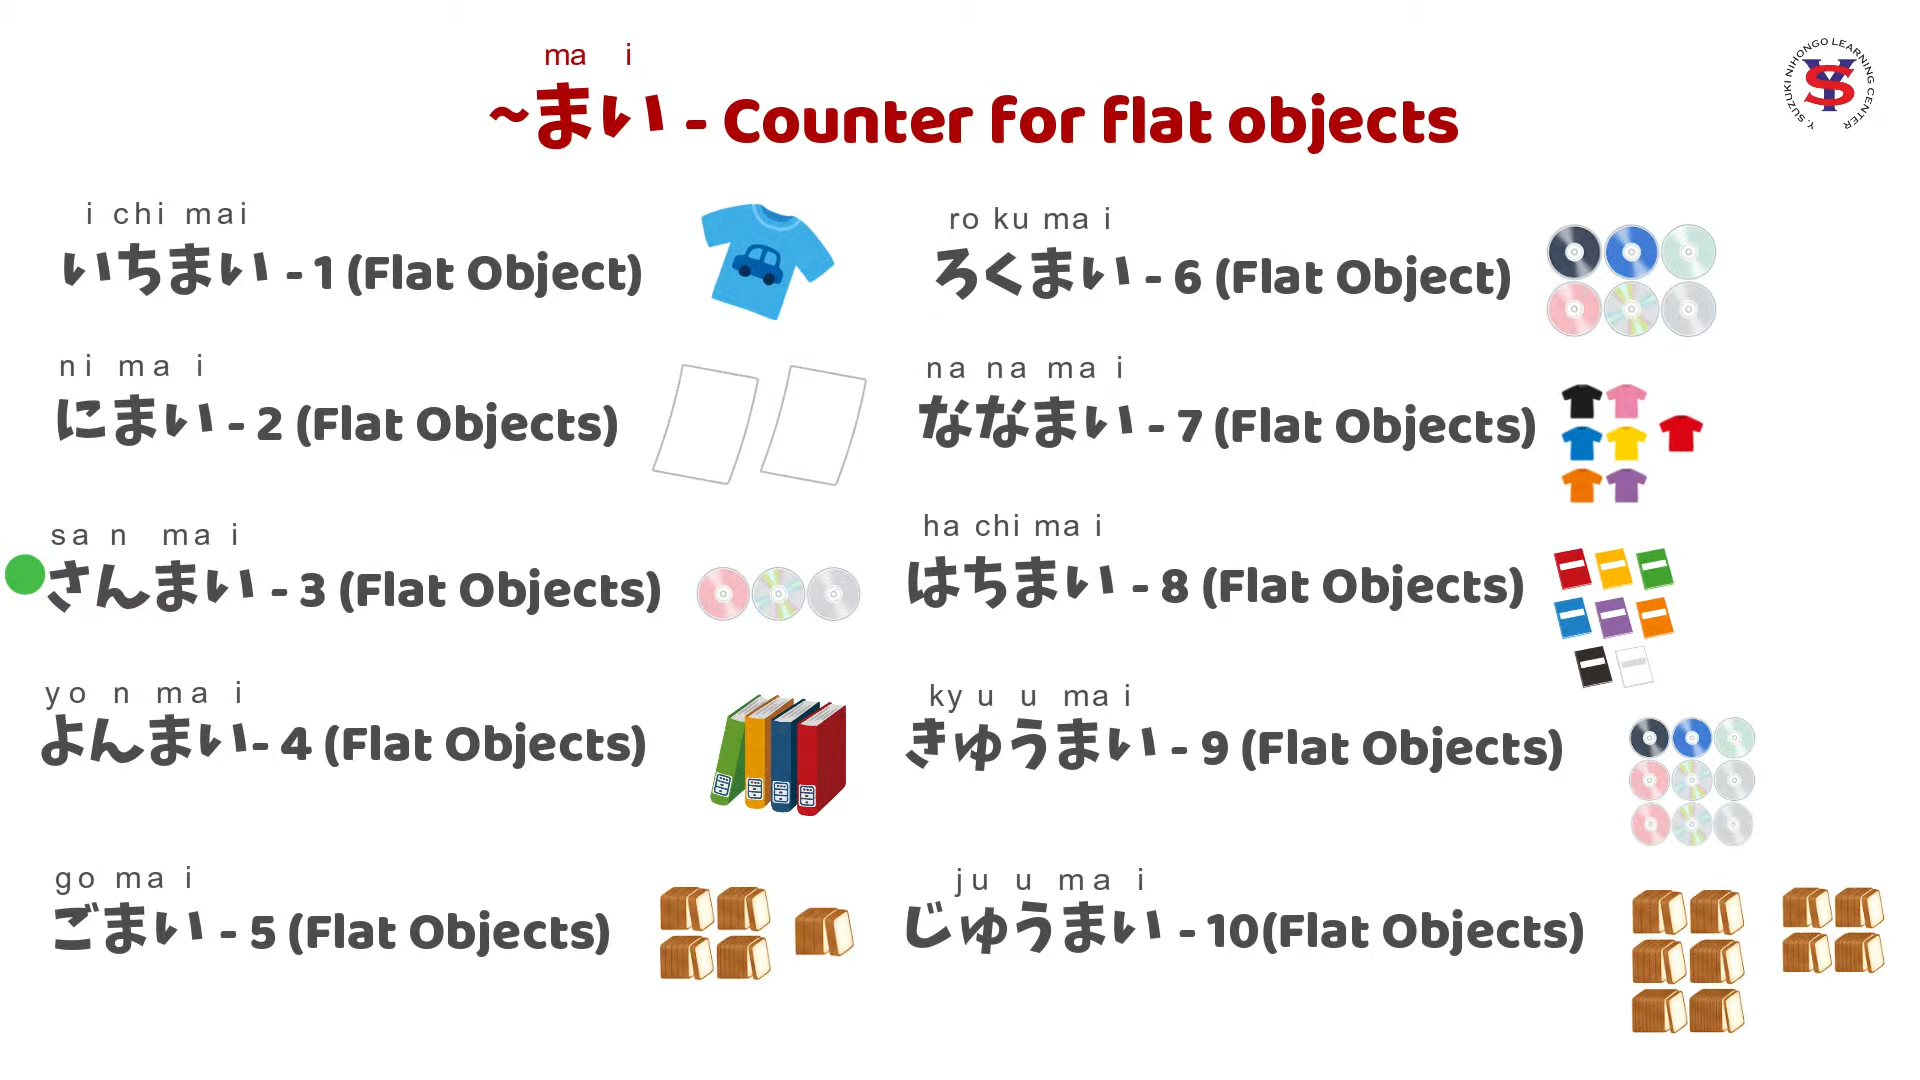 ma i
~まい - Counter for flat objects
Y. SUZUKI NIHONGO LEARNING CENTER
YS
i chi mai
いちまい - 1 (Flat Object)
ni ma i
にまい - 2 (Flat Objects)
sa n ma i
さんまい - 3 (Flat Objects)
yo n ma i
よんまい- 4 (Flat Objects)
go ma i
ごまい - 5 (Flat Objects)
ro ku ma i
ろくまい - 6 (Flat Object)
na na ma i
ななまい - 7 (Flat Objects)
ha chi ma i
はちまい - 8 (Flat Objects)
ky u u ma i
きゅうまい - 9 (Flat Objects)
ju u ma i
じゅうまい - 10(Flat Objects)